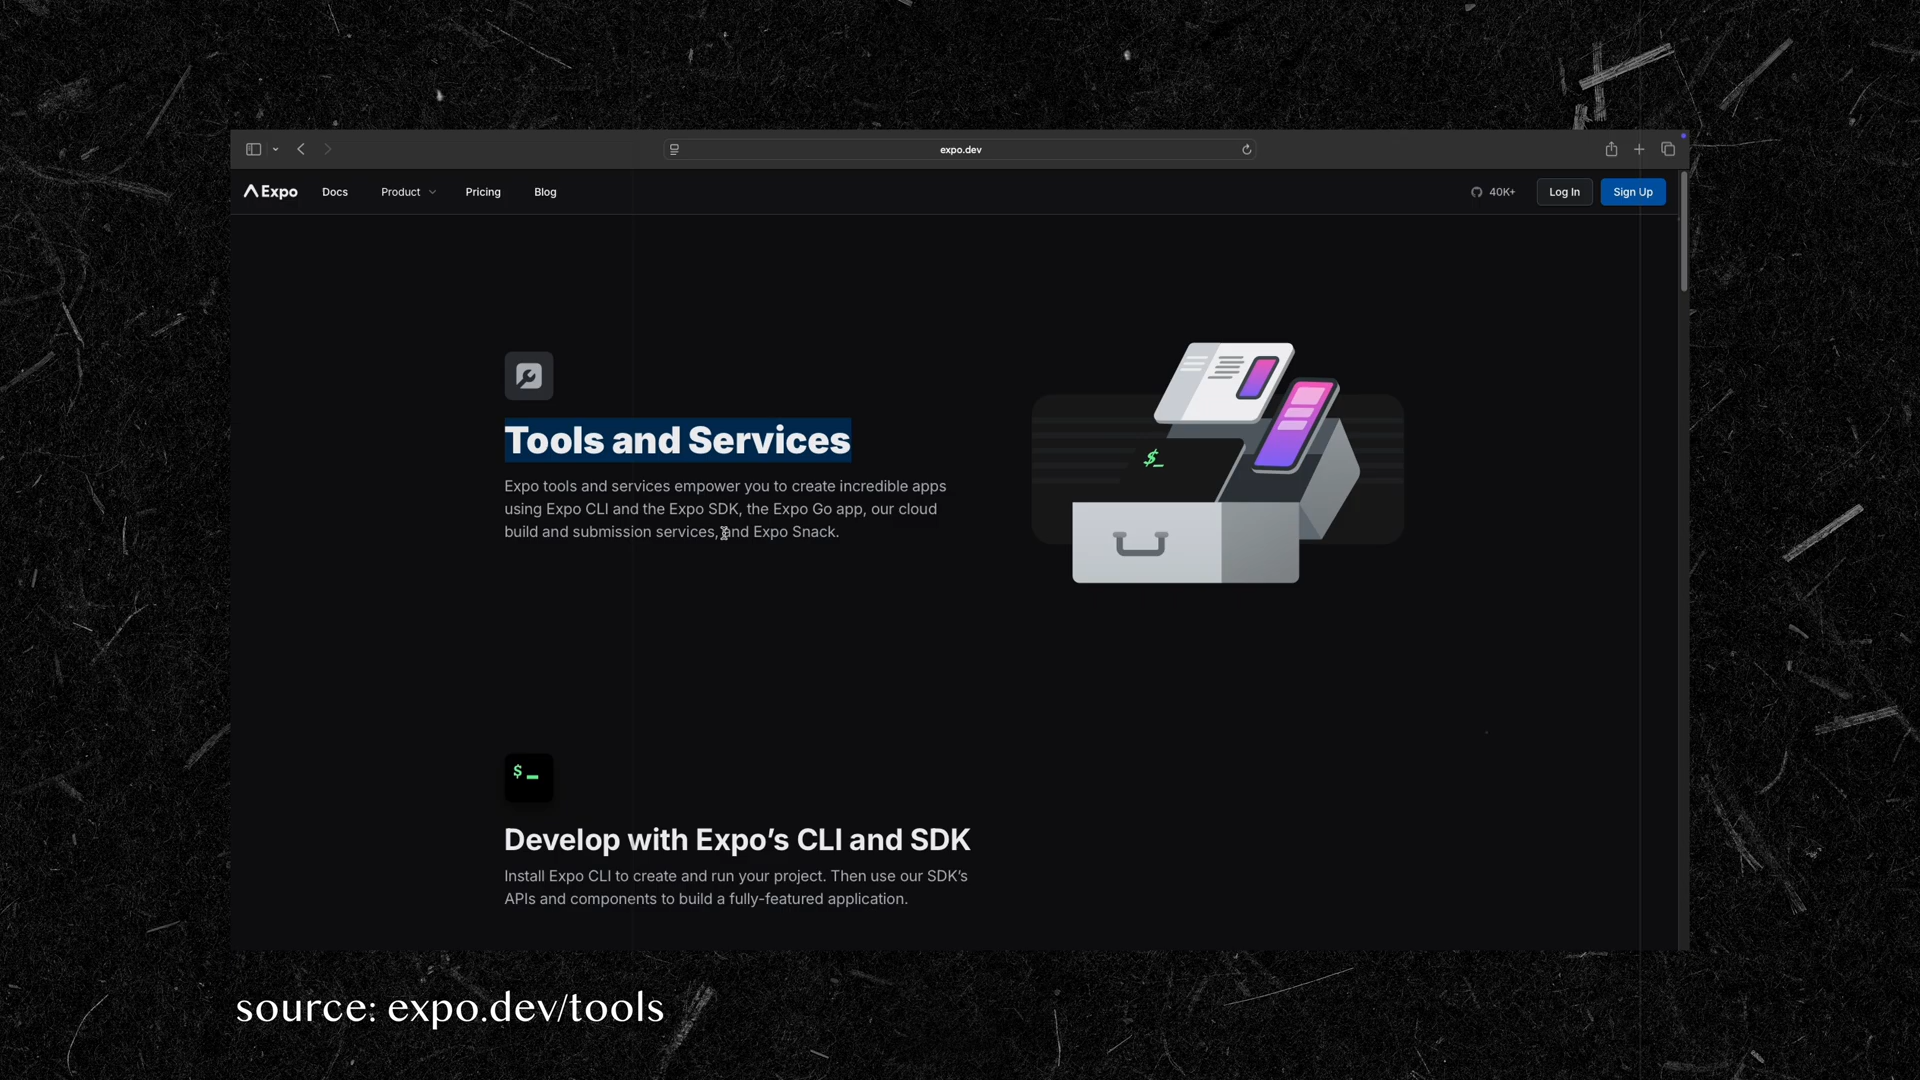 expo.dev
Expo Docs Product Pricing Blog 40K+ Log In Sign Up
Tools and Services
Expo tools and services empower you to create incredible apps
using Expo CLI and the Expo SDK, the Expo Go app, our cloud
build and submission services, and Expo Snack.
$_
$_
Develop with Expo’s CLI and SDK
Install Expo CLI to create and run your project. Then use our SDK’s
APIs and components to build a fully-featured application.
source: expo.dev/tools